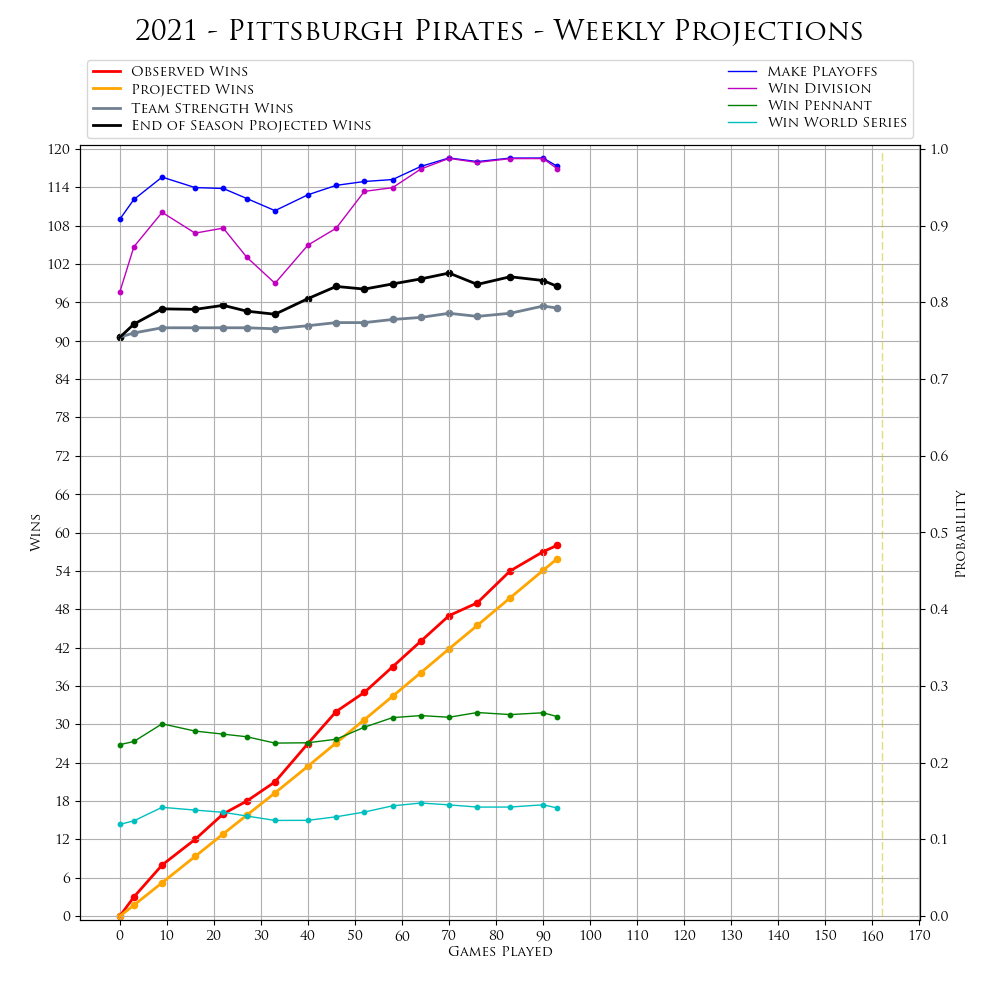 2021 - Pittsburgh Pirates - Weekly Projections
Observed Wins
Projected Wins
Team Strength Wins
End of Season Projected Wins
Make Playoffs
Win Division
Win Pennant
Win World Series
120
114
108
102
96
90
84
78
72
66
60
54
48
42
36
30
24
18
12
6
0
Wins
1.0
0.9
0.8
0.7
0.6
0.5
0.4
0.3
0.2
0.1
0.0
Probability
0 10 20 30 40 50 60 70 80 90 100 110 120 130 140 150 160 170
Games Played